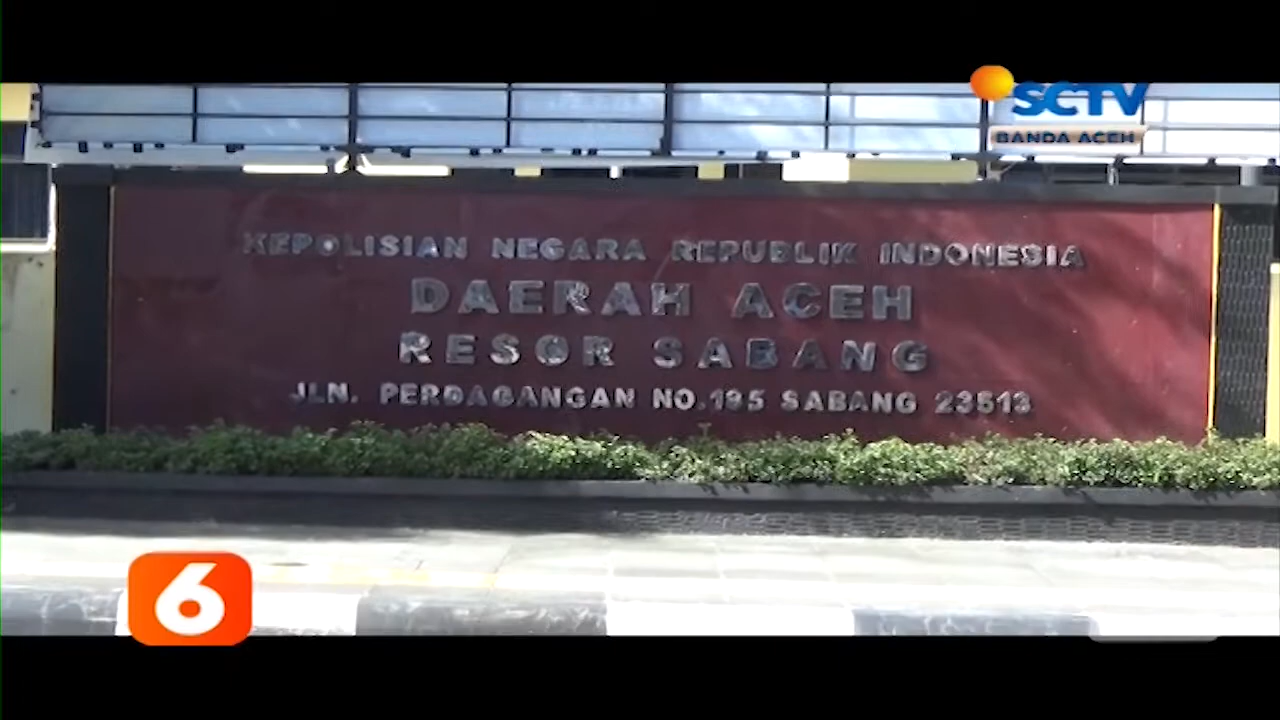 SCTV
BANDA ACEH
KEPOLISIAN NEGARA REPUBLIK INDONESIA
DAERAH ACEH
RESOR SABANG
JLN. PERDAGANGAN NO.195 SABANG 23513
6